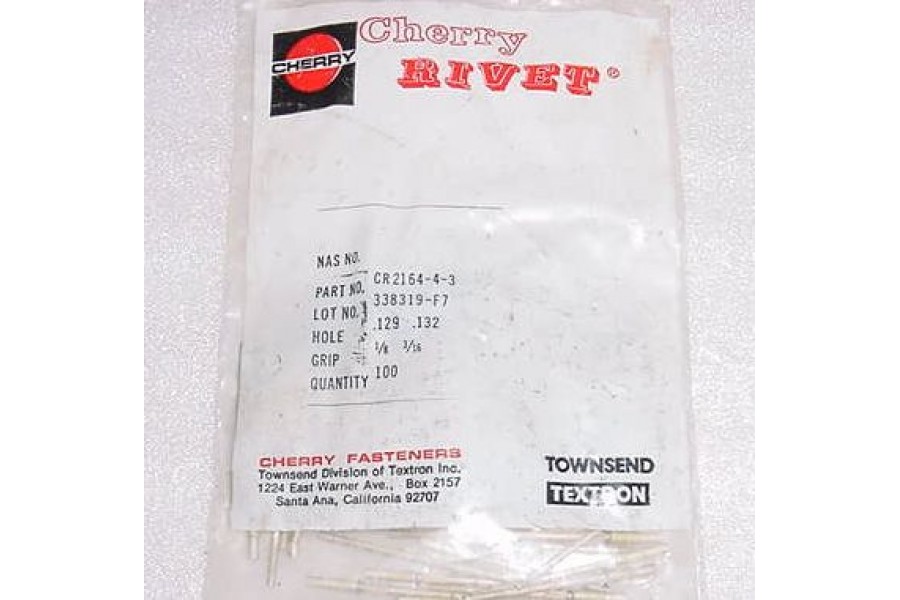 CHERRY
Cherry
RIVET®
NAS NO.
PART NO. CR2164-4-3
LOT NO. 338319-F7
HOLE .129 .132
GRIP 1/8 3/16
QUANTITY 100
CHERRY FASTENERS
Townsend Division of Textron Inc.
1224 East Warner Ave., Box 2157
Santa Ana, California 92707
TOWNSEND
TEXTRON